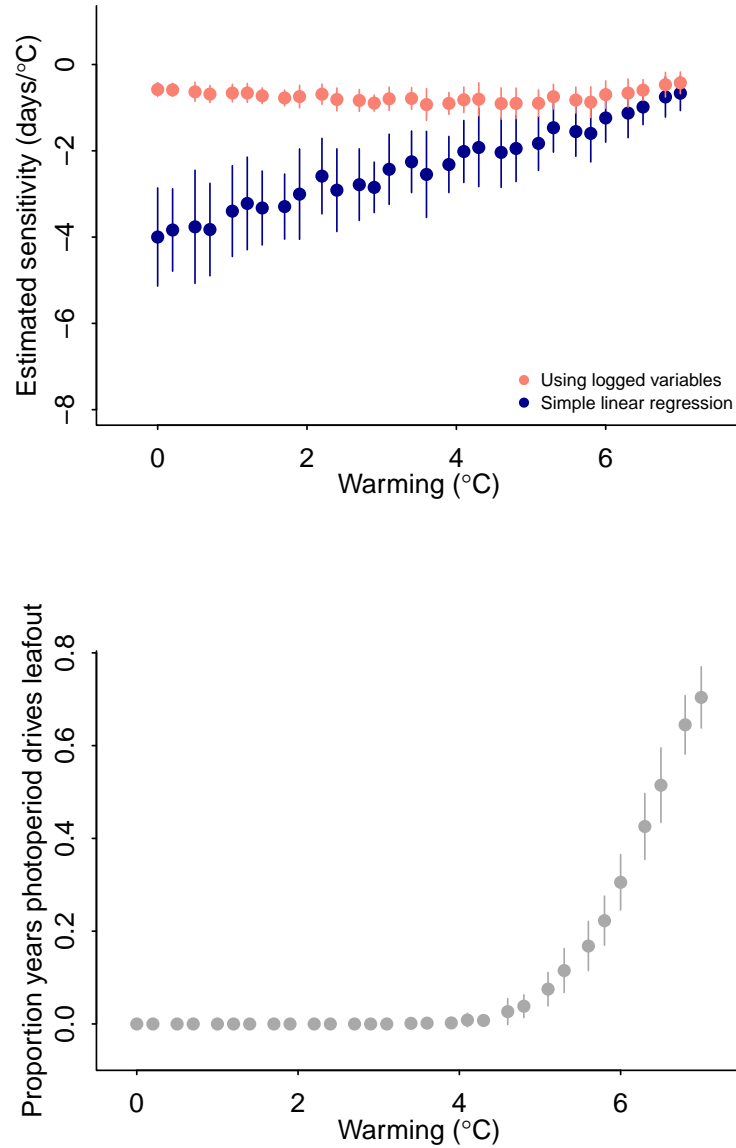 Estimated sensitivity (days/°C)
0
−2
−4
−6
−8
Using logged variables
Simple linear regression
0 2 4 6
Warming (°C)
Proportion years photoperiod drives leafout
0.8
0.6
0.4
0.2
0.0
0 2 4 6
Warming (°C)